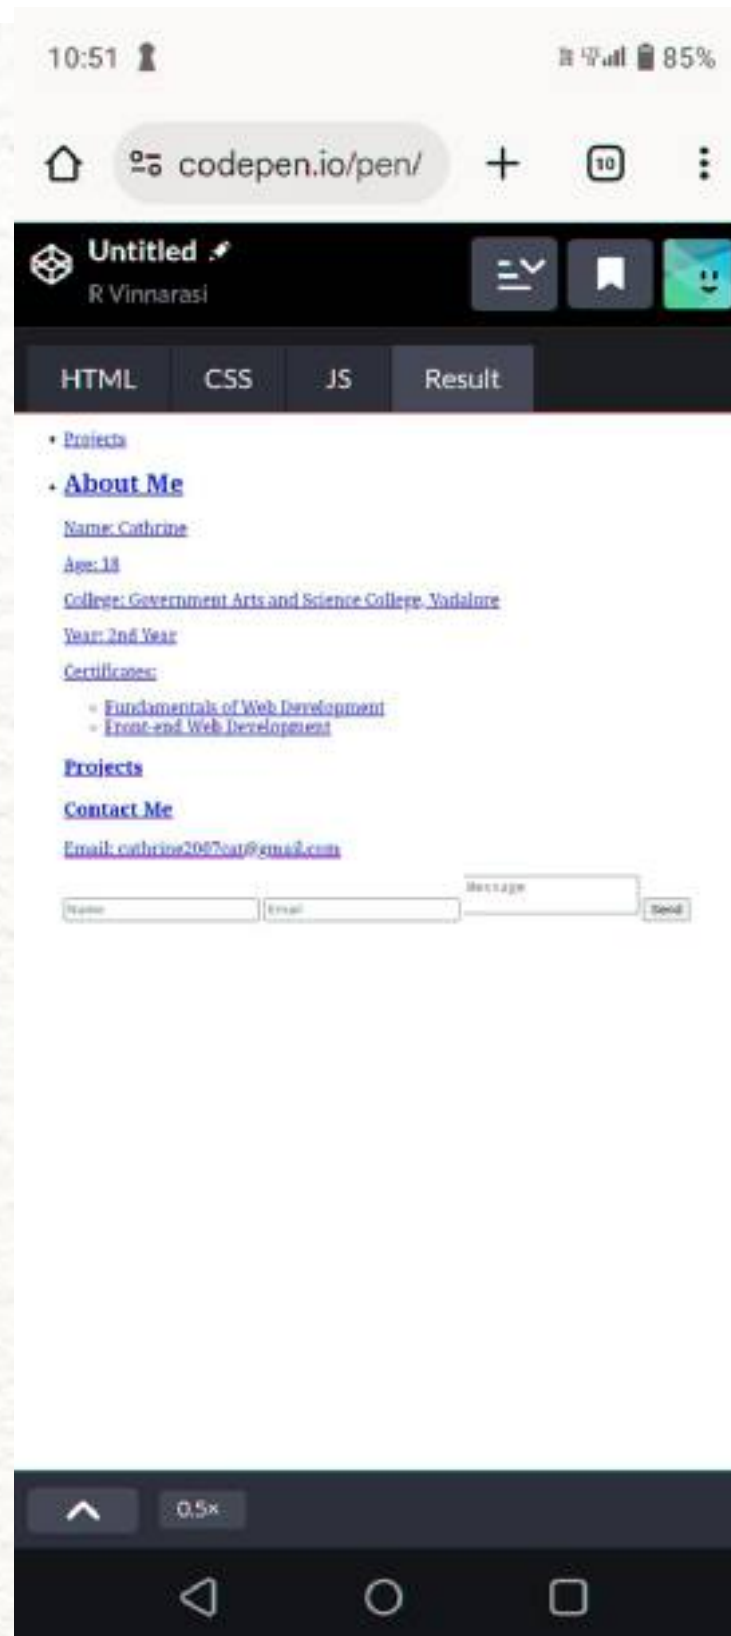 10:51 85%
codepen.io/pen/ 10
Untitled
R Vinnarasi
HTML CSS JS Result
Projects
About Me
Name: Cathrine
Age: 18
College: Government Arts and Science College, Vadalore
Year: 2nd Year
Certificates:
Fundamentals of Web Development
Front-end Web Development
Projects
Contact Me
Email: cathrine2007cat@gmail.com
Name Email Message Send
0.5×